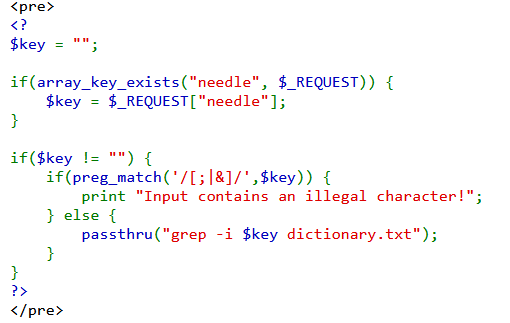 <pre>
<?
$key = "";
if(array_key_exists("needle", $_REQUEST)) {
$key = $_REQUEST["needle"];
}
if($key != "") {
if(preg_match('/[;|&]/',$key)) {
print "Input contains an illegal character!";
} else {
passthru("grep -i $key dictionary.txt");
}
}
?>
</pre>